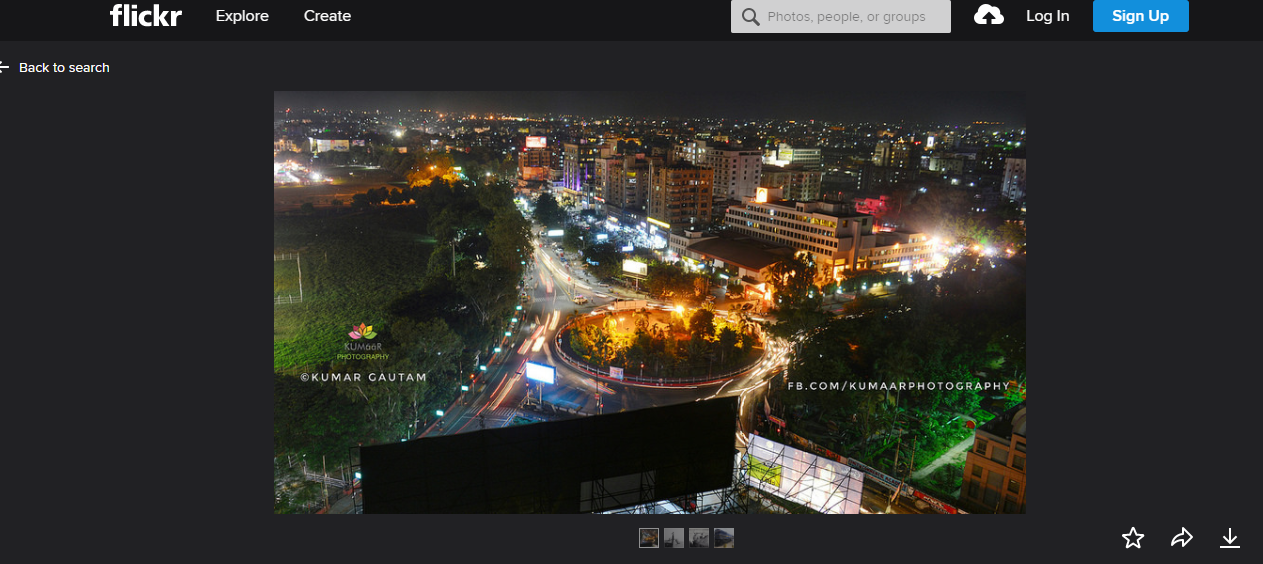 flickr
Explore
Create
Photos, people, or groups
Log In
Sign Up
Back to search
KUM66R
PHOTOGRAPHY
©KUMAR GAUTAM
FB.COM/KUMAARPHOTOGRAPHY